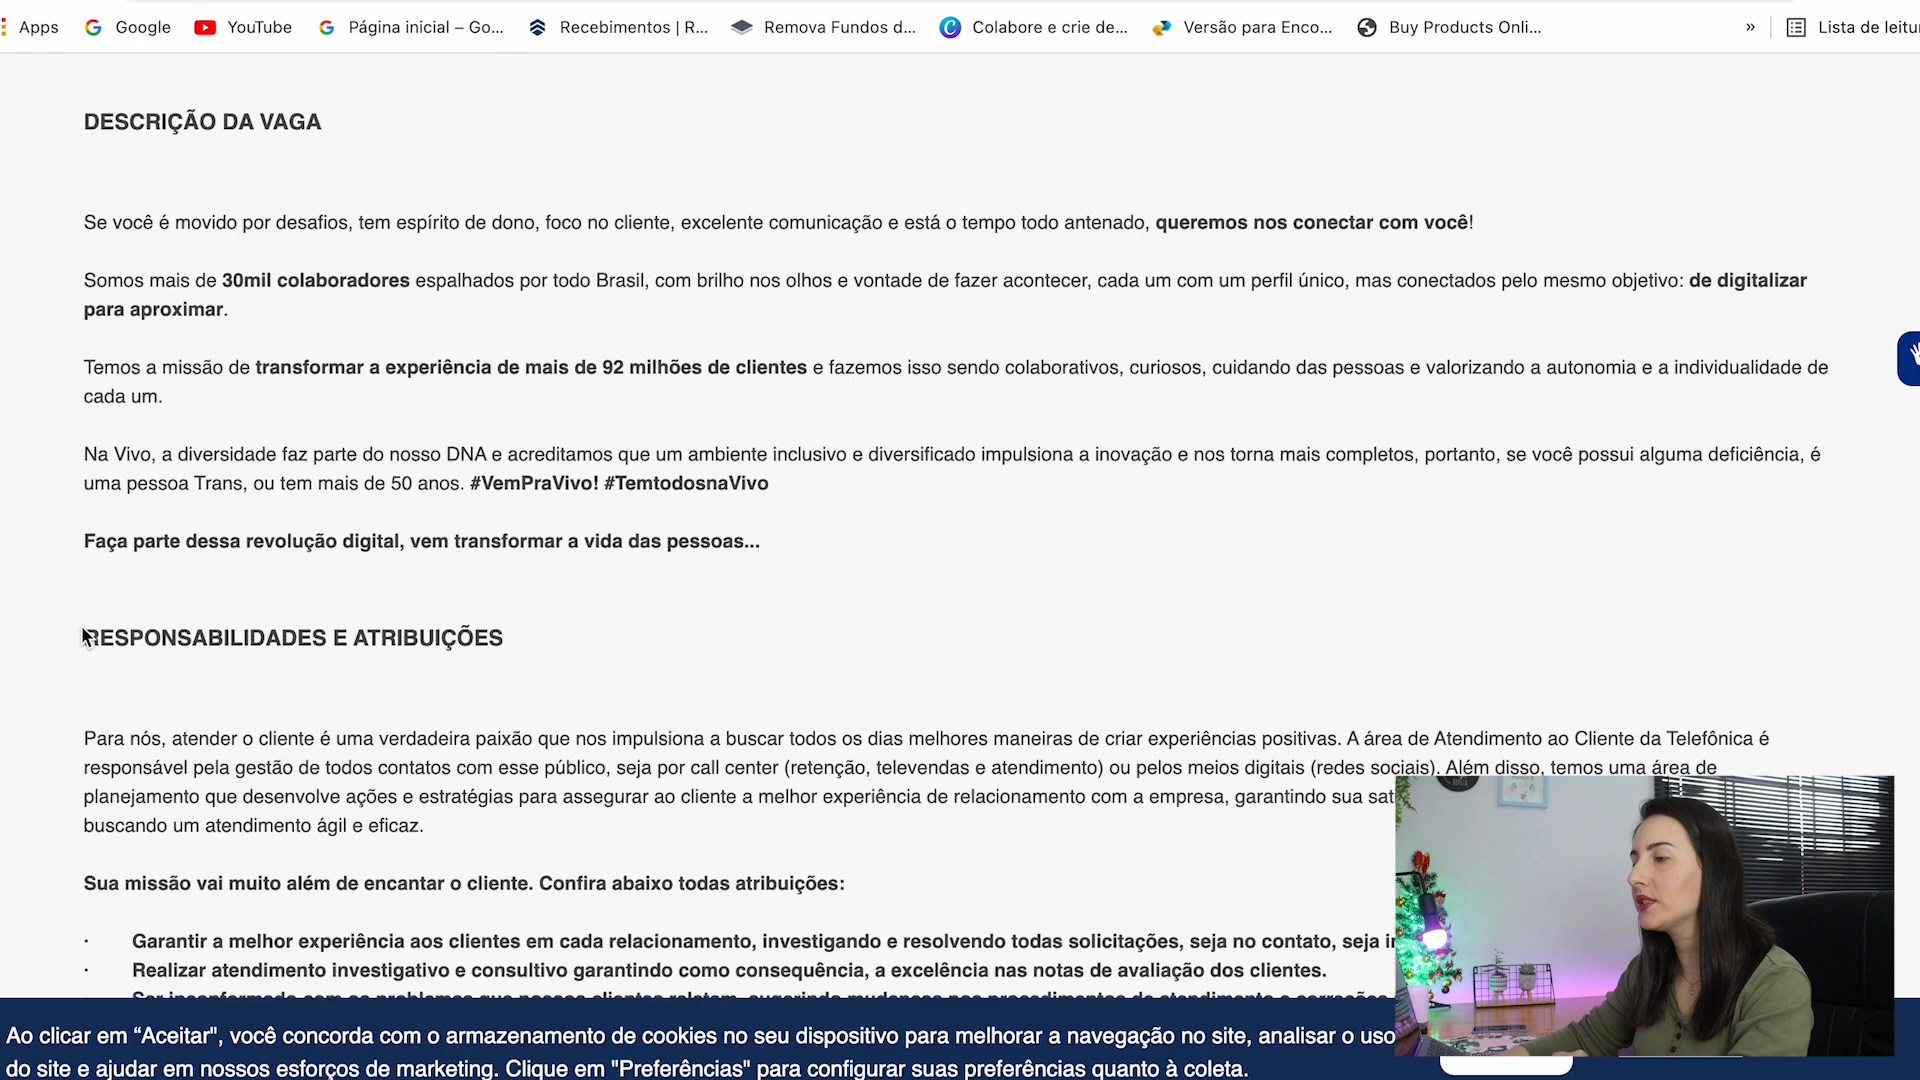 Apps Google YouTube Página inicial – Go... Recebimentos | R... Remova Fundos d... Colabore e crie de... Versão para Enco... Buy Products Onli... » Lista de leitu
DESCRIÇÃO DA VAGA
Se você é movido por desafios, tem espírito de dono, foco no cliente, excelente comunicação e está o tempo todo antenado, queremos nos conectar com você!
Somos mais de 30mil colaboradores espalhados por todo Brasil, com brilho nos olhos e vontade de fazer acontecer, cada um com um perfil único, mas conectados pelo mesmo objetivo: de digitalizar
para aproximar.
Temos a missão de transformar a experiência de mais de 92 milhões de clientes e fazemos isso sendo colaborativos, curiosos, cuidando das pessoas e valorizando a autonomia e a individualidade de
cada um.
Na Vivo, a diversidade faz parte do nosso DNA e acreditamos que um ambiente inclusivo e diversificado impulsiona a inovação e nos torna mais completos, portanto, se você possui alguma deficiência, é
uma pessoa Trans, ou tem mais de 50 anos. #VemPraVivo! #TemtodosnaVivo
Faça parte dessa revolução digital, vem transformar a vida das pessoas...
RESPONSABILIDADES E ATRIBUIÇÕES
Para nós, atender o cliente é uma verdadeira paixão que nos impulsiona a buscar todos os dias melhores maneiras de criar experiências positivas. A área de Atendimento ao Cliente da Telefônica é
responsável pela gestão de todos contatos com esse público, seja por call center (retenção, televendas e atendimento) ou pelos meios digitais (redes sociais). Além disso, temos uma área de
planejamento que desenvolve ações e estratégias para assegurar ao cliente a melhor experiência de relacionamento com a empresa, garantindo sua sat
buscando um atendimento ágil e eficaz.
Sua missão vai muito além de encantar o cliente. Confira abaixo todas atribuições:
· Garantir a melhor experiência aos clientes em cada relacionamento, investigando e resolvendo todas solicitações, seja no contato, seja
· Realizar atendimento investigativo e consultivo garantindo como consequência, a excelência nas notas de avaliação dos clientes.
Ao clicar em “Aceitar", você concorda com o armazenamento de cookies no seu dispositivo para melhorar a navegação no site, analisar o uso
do site e ajudar em nossos esforços de marketing. Clique em "Preferências" para configurar suas preferências quanto à coleta.